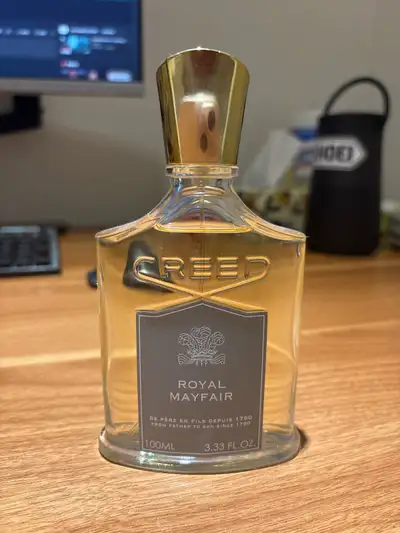 CREED
ROYAL
MAYFAIR
DE PÈRE EN FILS DEPUIS 1760
FROM FATHER TO SON SINCE 1760
100ML 3.33 FL.OZ.